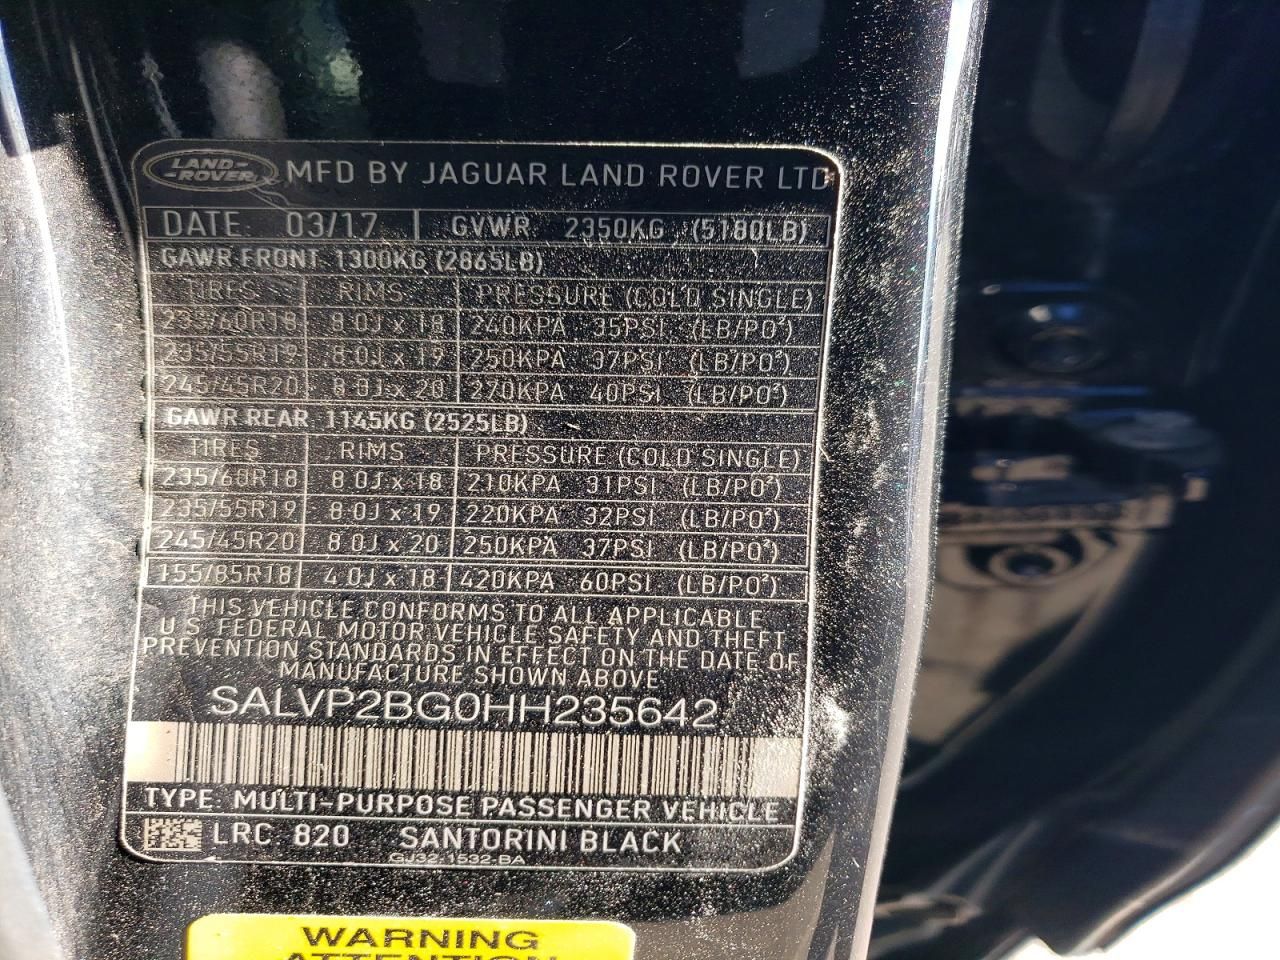 LAND- ROVER MFD BY JAGUAR LAND ROVER LTD
DATE: 03/17 GVWR 2350KG (5180LB)
GAWR FRONT 1300KG (2865LB)
TIRES RIMS PRESSURE (COLD SINGLE)
235/60R18 8.0J x 18 240KPA 35PSI (LB/PO²)
235/55R19 8.0J x 19 250KPA 37PSI (LB/PO²)
245/45R20 8.0J x 20 270KPA 40PSI (LB/PO²)
GAWR REAR 1145KG (2525LB)
TIRES RIMS PRESSURE (COLD SINGLE)
235/60R18 8.0J x 18 210KPA 31PSI (LB/PO²)
235/55R19 8.0J x 19 220KPA 32PSI (LB/PO²)
245/45R20 8.0J x 20 250KPA 37PSI (LB/PO²)
155/85R18 4.0J x 18 420KPA 60PSI (LB/PO²)
THIS VEHICLE CONFORMS TO ALL APPLICABLE
U.S. FEDERAL MOTOR VEHICLE SAFETY AND THEFT
PREVENTION STANDARDS IN EFFECT ON THE DATE OF
MANUFACTURE SHOWN ABOVE
SALVP2BG0HH235642
TYPE: MULTI-PURPOSE PASSENGER VEHICLE
LRC 820 SANTORINI BLACK
GJ32-1532-BA
WARNING
ATTENTION